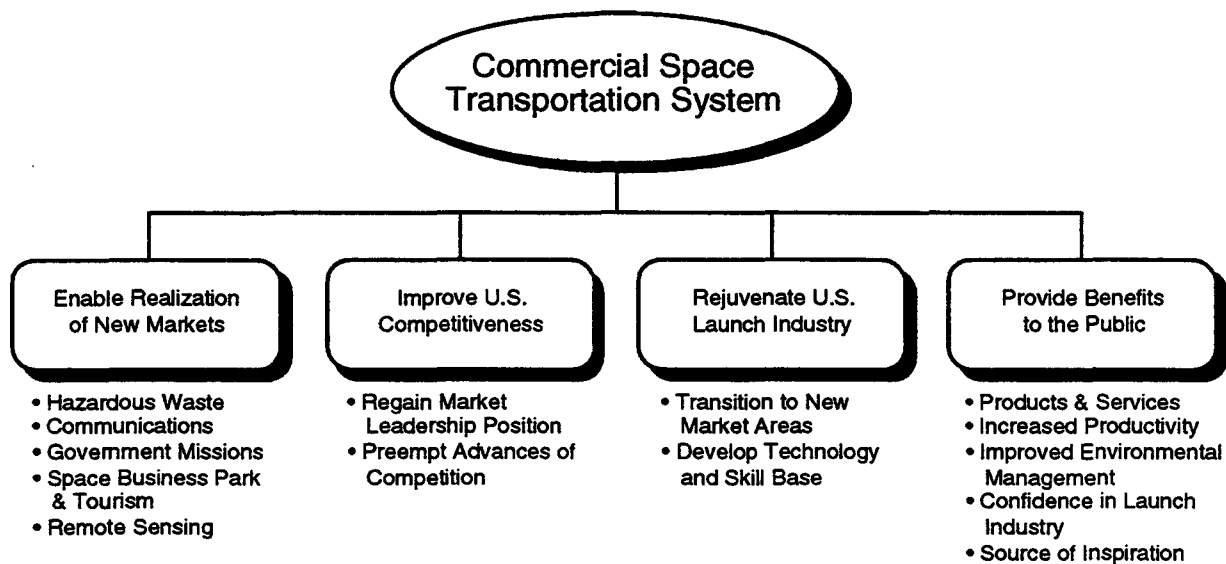 Commercial Space
Transportation System
Enable Realization
of New Markets
• Hazardous Waste
• Communications
• Government Missions
• Space Business Park
& Tourism
• Remote Sensing
Improve U.S.
Competitiveness
• Regain Market
Leadership Position
• Preempt Advances of
Competition
Rejuvenate U.S.
Launch Industry
• Transition to New
Market Areas
• Develop Technology
and Skill Base
Provide Benefits
to the Public
• Products & Services
• Increased Productivity
• Improved Environmental
Management
• Confidence in Launch
Industry
• Source of Inspiration